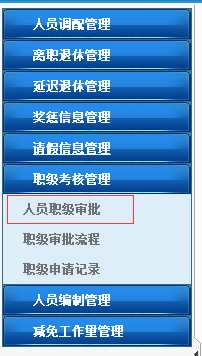 人员调配管理
离职退休管理
延迟退休管理
奖惩信息管理
请假信息管理
职级考核管理
人员职级审批
职级审批流程
职级申请记录
人员编制管理
减免工作量管理